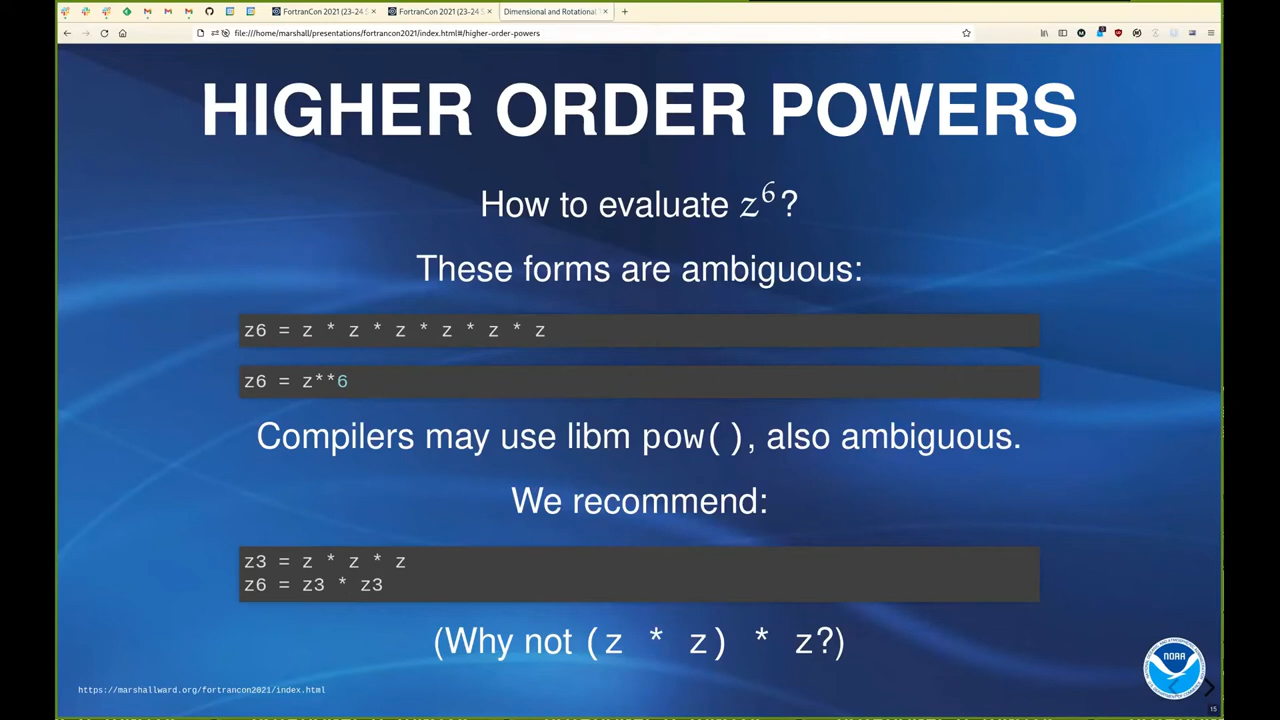 FortranCon 2021 (23-24 S
FortranCon 2021 (23-24 S
Dimensional and Rotational
file:///home/marshall/presentations/fortrancon2021/index.html#/higher-order-powers
HIGHER ORDER POWERS
How to evaluate z⁶?
These forms are ambiguous:
z6 = z * z * z * z * z * z
z6 = z**6
Compilers may use libm pow(), also ambiguous.
We recommend:
z3 = z * z * z
z6 = z3 * z3
(Why not (z * z) * z?)
NOAA
https://marshallward.org/fortrancon2021/index.html
15